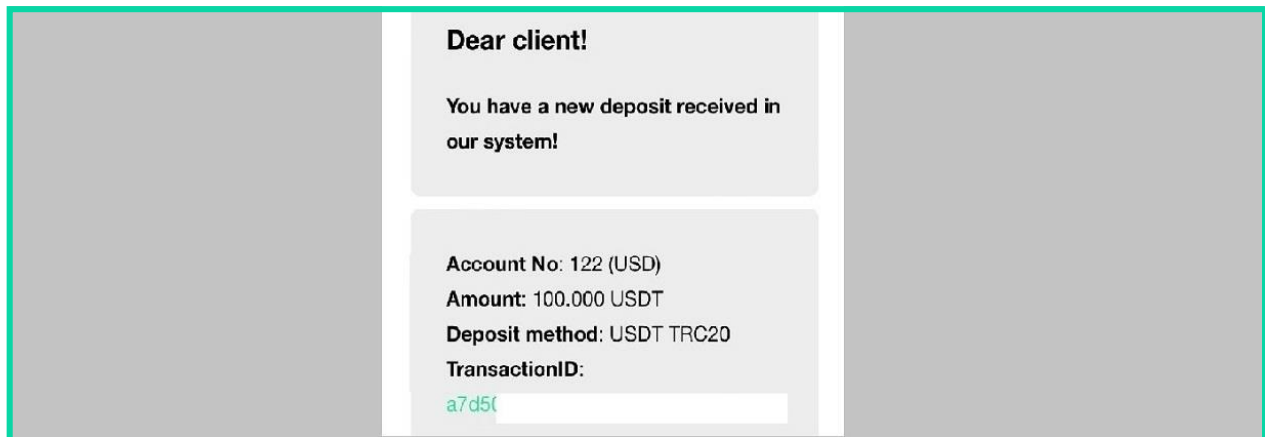 Dear client!
You have a new deposit received in
our system!
Account No: 122 (USD)
Amount: 100.000 USDT
Deposit method: USDT TRC20
TransactionID:
a7d5